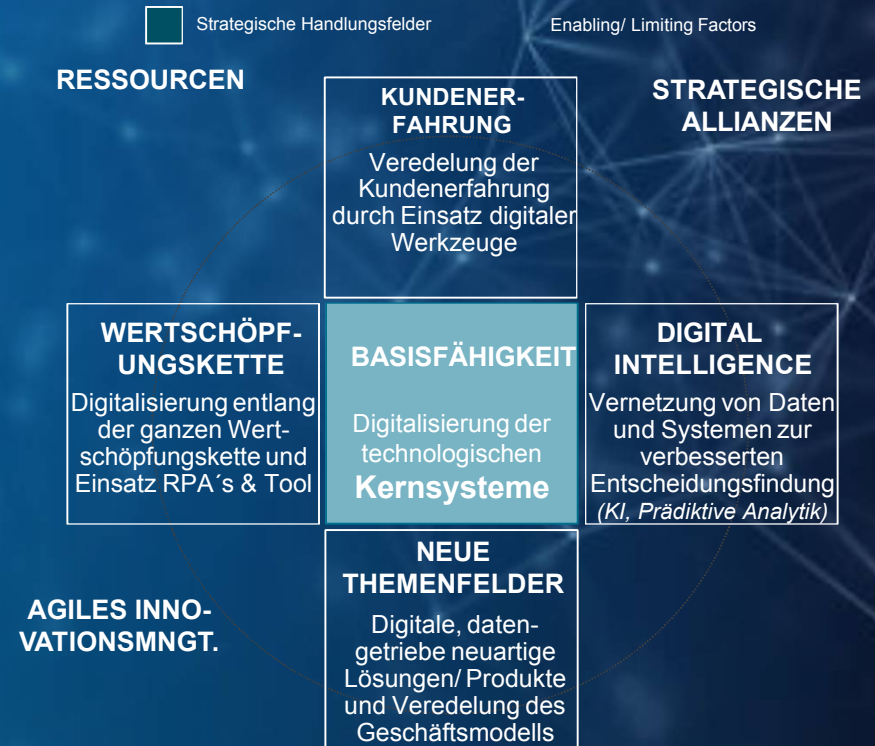 Strategische Handlungsfelder
Enabling/ Limiting Factors
RESSOURCEN
KUNDENER-
FAHRUNG
Veredelung der
Kundenerfahrung
durch Einsatz digitaler
Werkzeuge
STRATEGISCHE
ALLIANZEN
WERTSCHÖPF-
UNGSKETTE
Digitalisierung entlang
der ganzen Wert-
schöpfungskette und
Einsatz RPA´s & Tool
BASISFÄHIGKEIT
Digitalisierung der
technologischen
Kernsysteme
DIGITAL
INTELLIGENCE
Vernetzung von Daten
und Systemen zur
verbesserten
Entscheidungsfindung
(KI, Prädiktive Analytik)
AGILES INNO-
VATIONSMNGT.
NEUE
THEMENFELDER
Digitale, daten-
getriebe neuartige
Lösungen/ Produkte
und Veredelung des
Geschäftsmodells